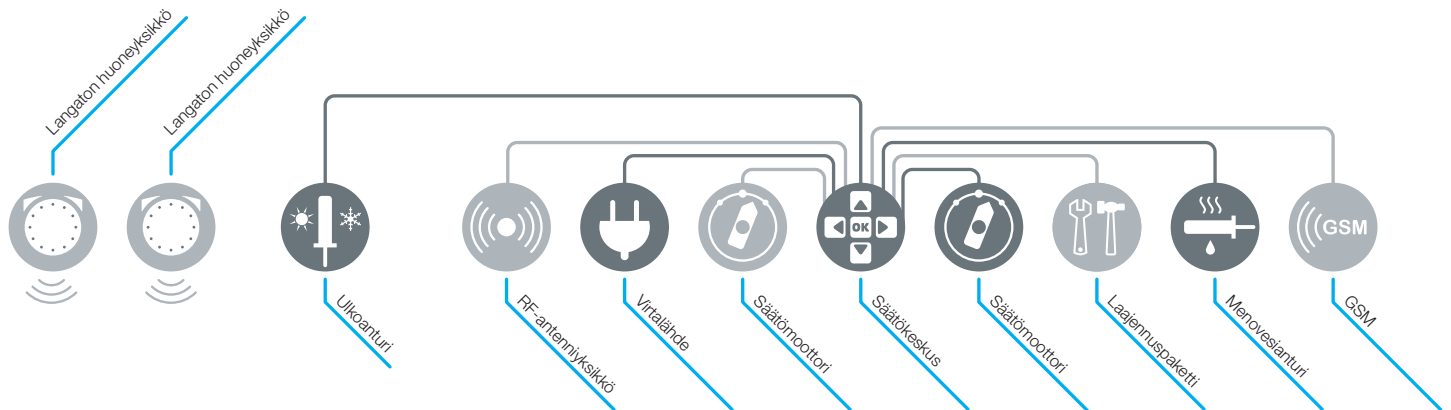 Langaton huoneyksikkö
Langaton huoneyksikkö
OK
GSM
Ulkoanturi
RF-antenniyksikkö
Virtalähde
Säätömoottori
Säätökeskus
Säätömoottori
Laajennuspaketti
Menovesianturi
GSM